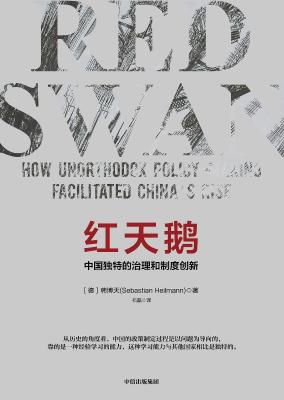 RED
SWAN
HOW UNORTHODOX POLICY MAKING
FACILITATED CHINA'S RISE
红天鹅
中国独特的治理和制度创新
[德] 韩博天(Sebastian Heilmann)◎著
石磊◎译
从历史的角度看，中国的政策制定过程是以问题为导向的，
靠的是一种经验学习的能力，这种学习能力与其他国家相比是独特的。
中信出版集团